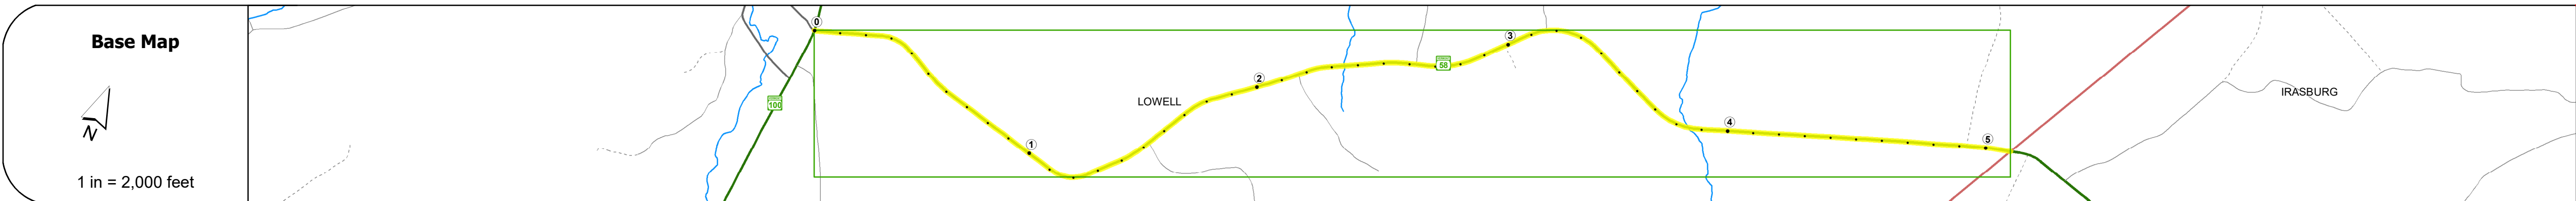 Base Map
N
1 in = 2,000 feet
0
100
1
LOWELL
2
58
3
4
5
IRASBURG